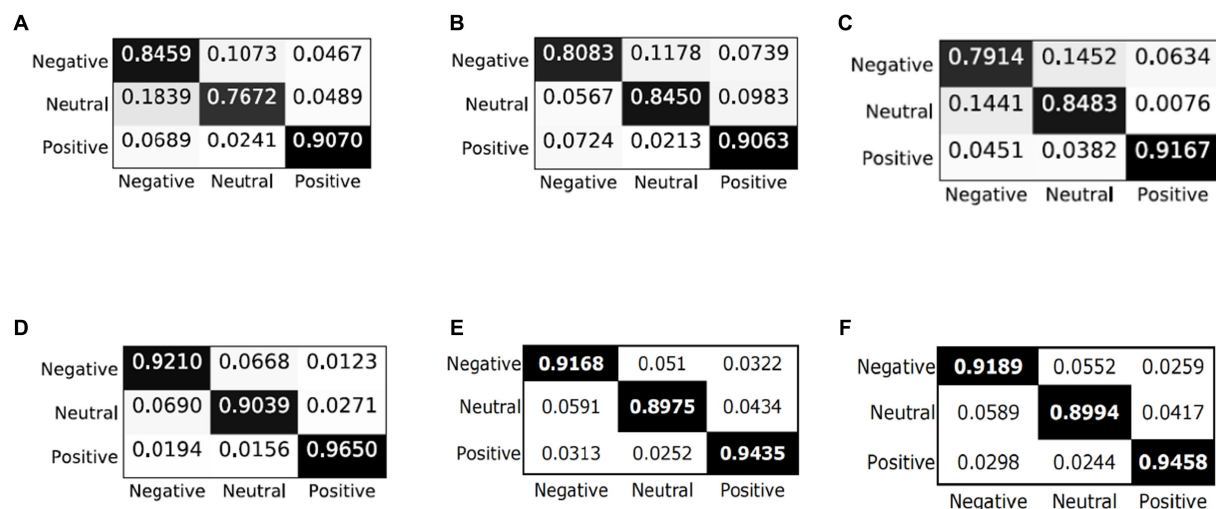 A
Negative 0.8459 0.1073 0.0467
Neutral 0.1839 0.7672 0.0489
Positive 0.0689 0.0241 0.9070
Negative Neutral Positive
B
Negative 0.8083 0.1178 0.0739
Neutral 0.0567 0.8450 0.0983
Positive 0.0724 0.0213 0.9063
Negative Neutral Positive
C
Negative 0.7914 0.1452 0.0634
Neutral 0.1441 0.8483 0.0076
Positive 0.0451 0.0382 0.9167
Negative Neutral Positive
D
Negative 0.9210 0.0668 0.0123
Neutral 0.0690 0.9039 0.0271
Positive 0.0194 0.0156 0.9650
Negative Neutral Positive
E
Negative 0.9168 0.051 0.0322
Neutral 0.0591 0.8975 0.0434
Positive 0.0313 0.0252 0.9435
Negative Neutral Positive
F
Negative 0.9189 0.0552 0.0259
Neutral 0.0589 0.8994 0.0417
Positive 0.0298 0.0244 0.9458
Negative Neutral Positive